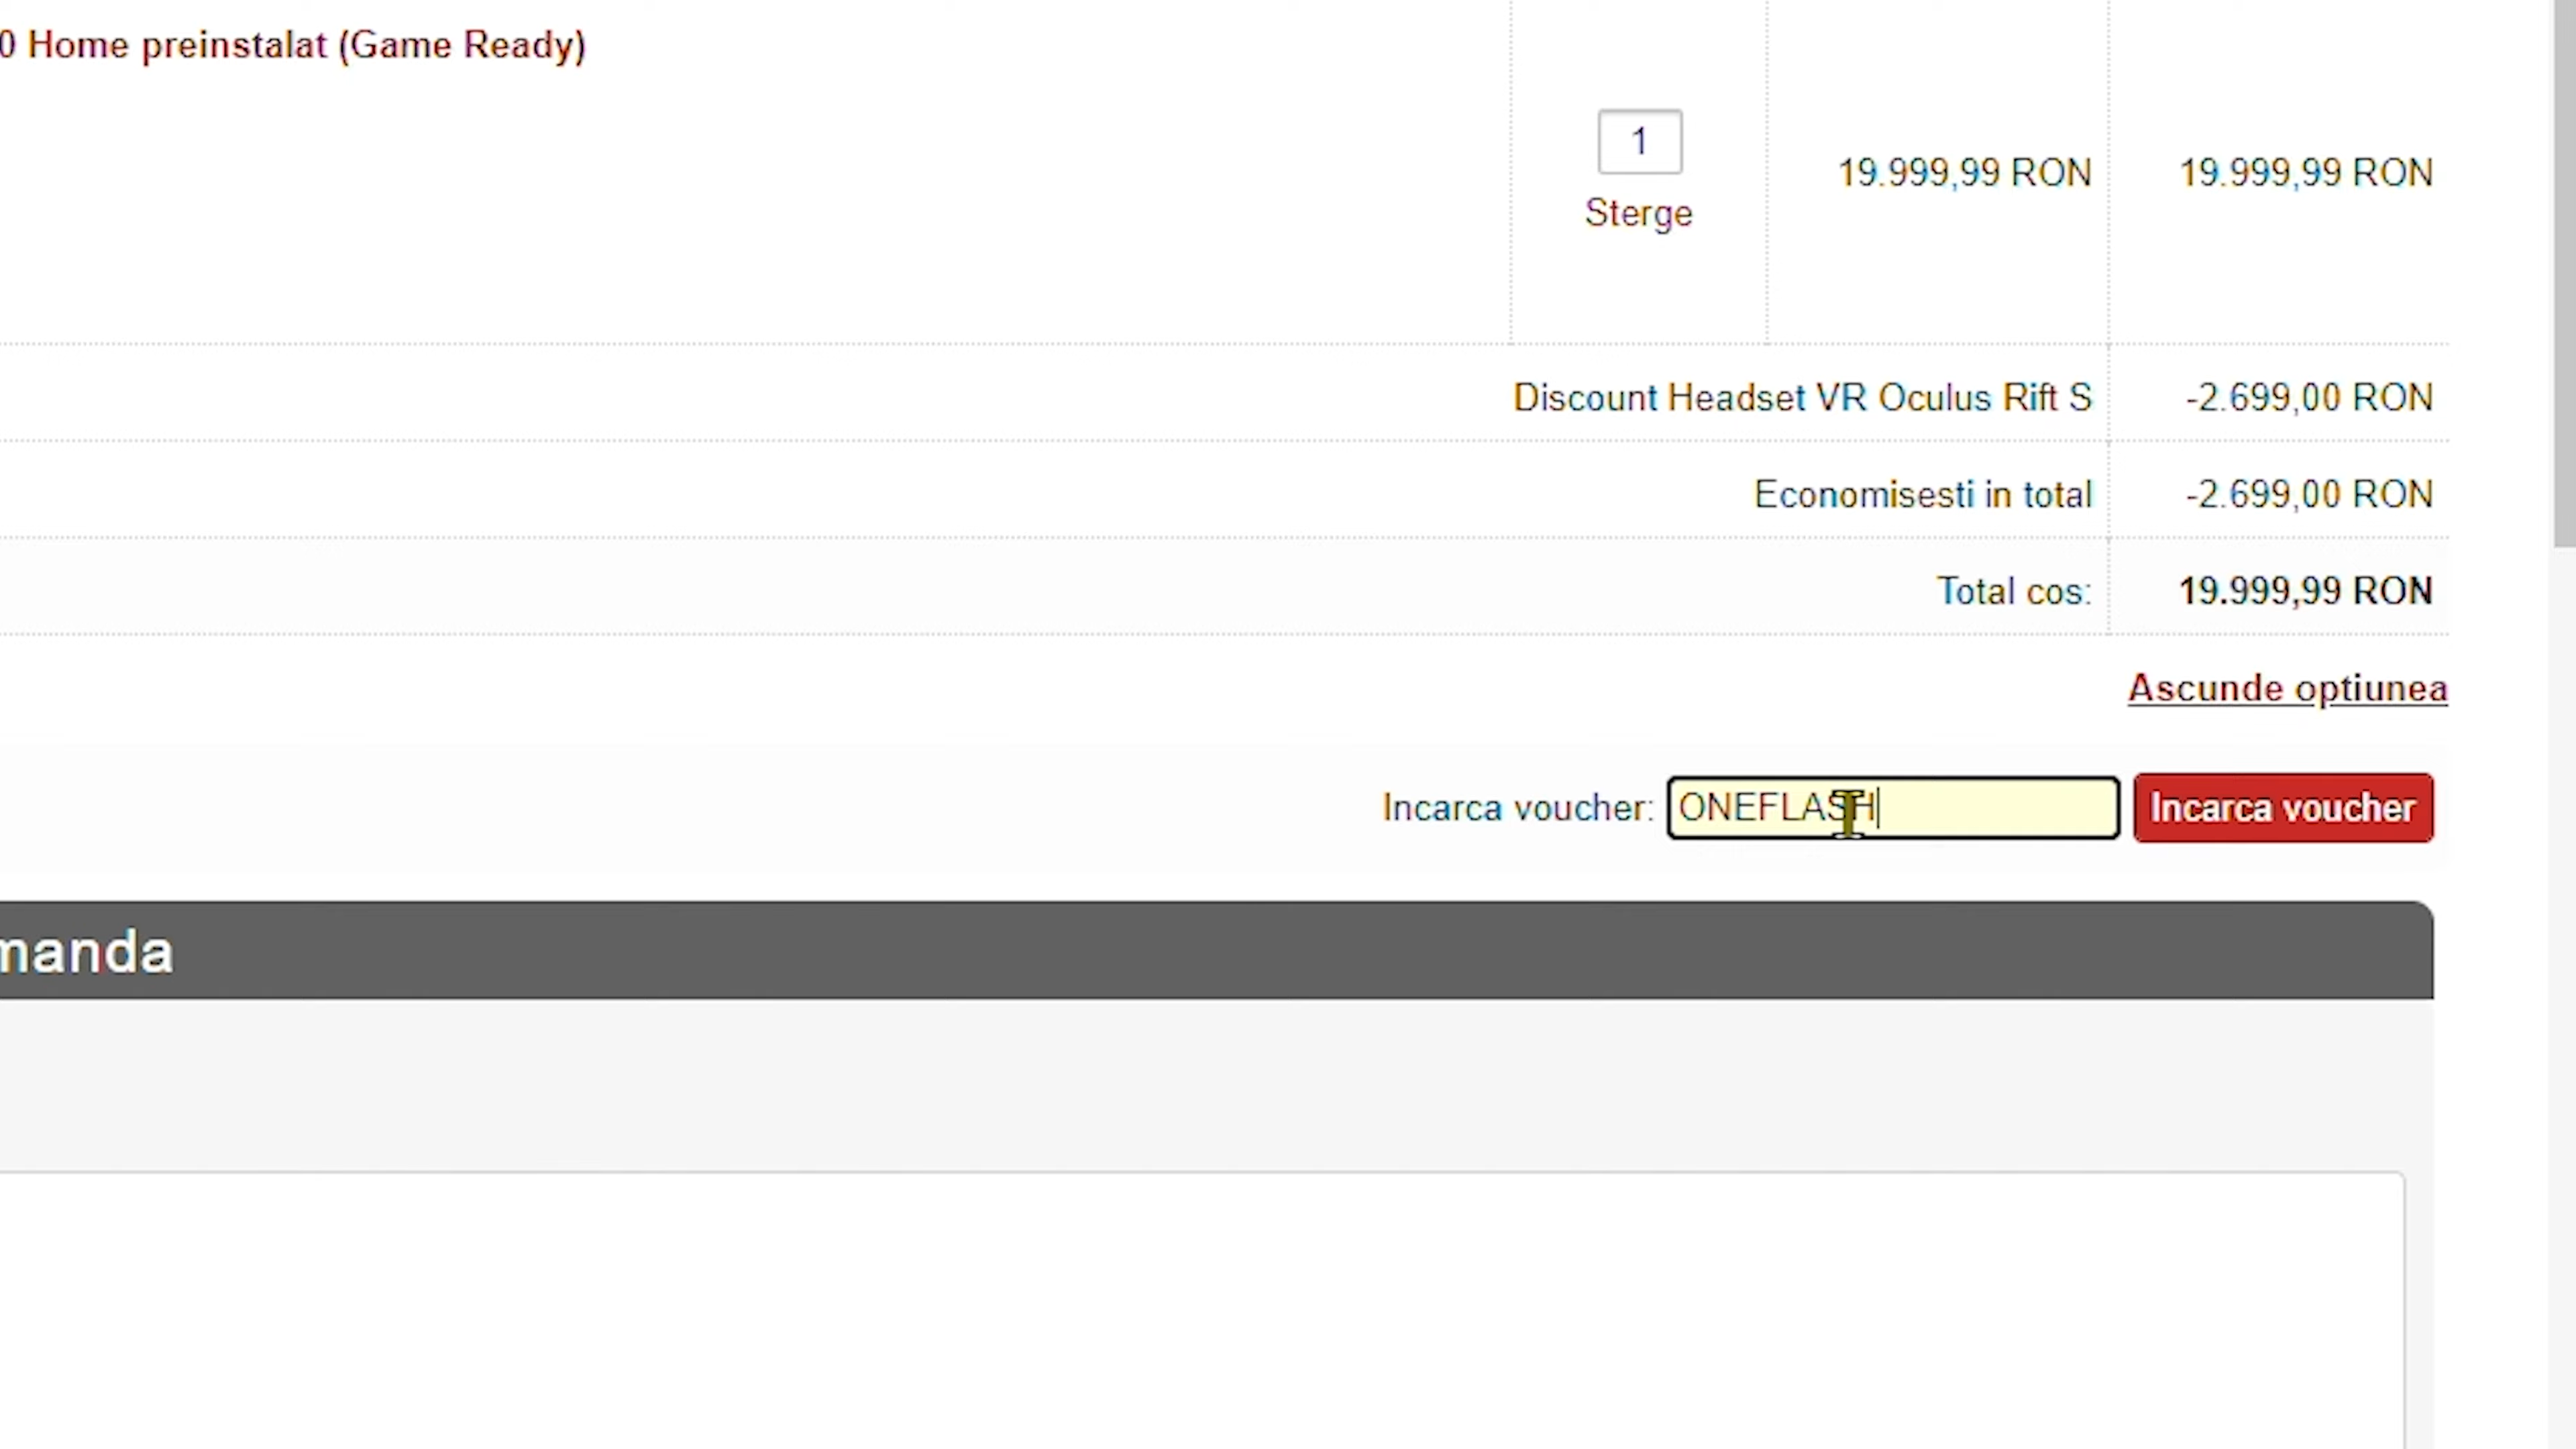 0 Home preinstalat (Game Ready)
1
Sterge
19.999,99 RON
19.999,99 RON
Discount Headset VR Oculus Rift S
-2.699,00 RON
Economisesti in total
-2.699,00 RON
Total cos:
19.999,99 RON
Ascunde optiunea
Incarca voucher:
ONEFLASH
Incarca voucher
manda